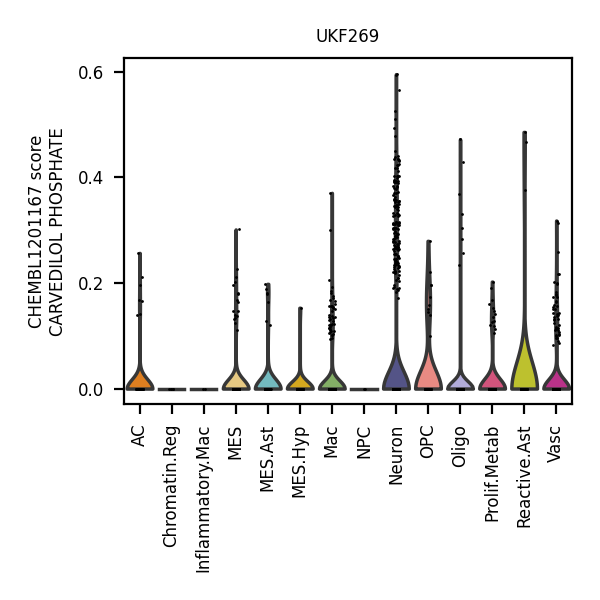 UKF269
CHEMBL1201167 score
CARVEDILOL PHOSPHATE
0.6
0.4
0.2
0.0
AC
Chromatin.Reg
Inflammatory.Mac
MES
MES.Ast
MES.Hyp
Mac
NPC
Neuron
OPC
Oligo
Prolif.Metab
Reactive.Ast
Vasc